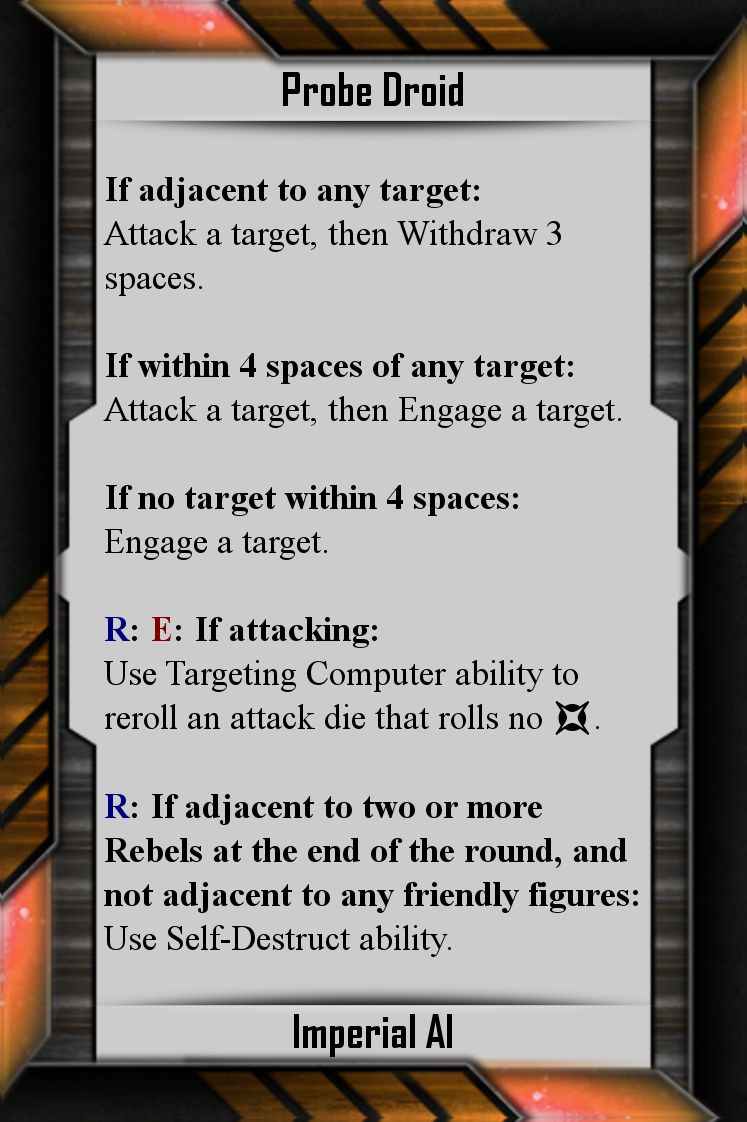 Probe Droid
If adjacent to any target:
Attack a target, then Withdraw 3
spaces.
If within 4 spaces of any target:
Attack a target, then Engage a target.
If no target within 4 spaces:
Engage a target.
R: E: If attacking:
Use Targeting Computer ability to
reroll an attack die that rolls no .
R: If adjacent to two or more
Rebels at the end of the round, and
not adjacent to any friendly figures:
Use Self-Destruct ability.
Imperial AI